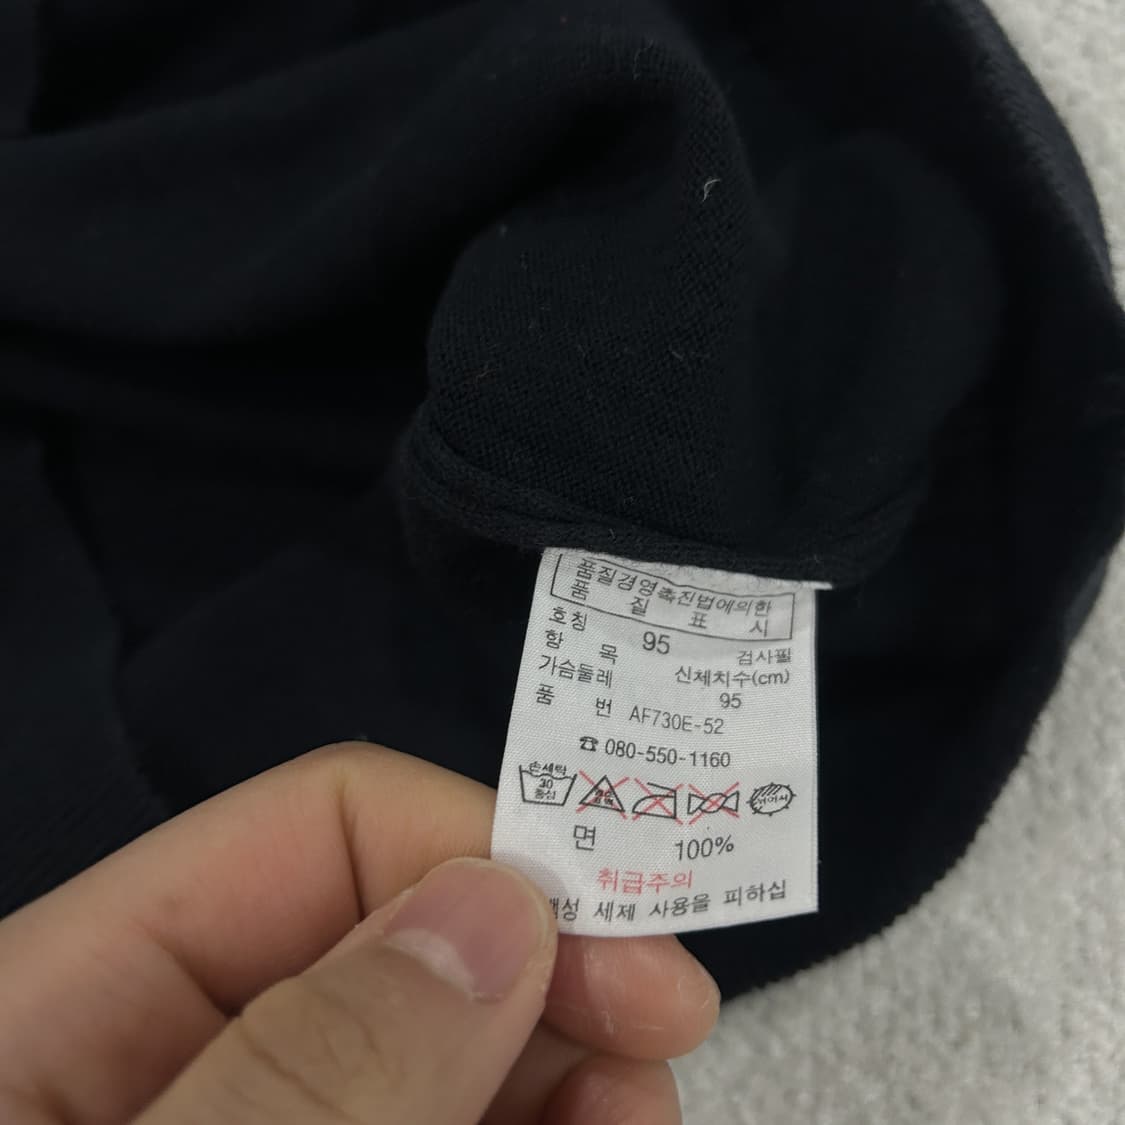 품질경영촉진법에의한
품 질 표 시
호칭 95 검사필
항 목 신체치수(cm)
가슴둘레 95
품 번 AF730E-52
☎ 080-550-1160
손세탁
30
중성
면 100%
취급주의
세제 사용을 피하십